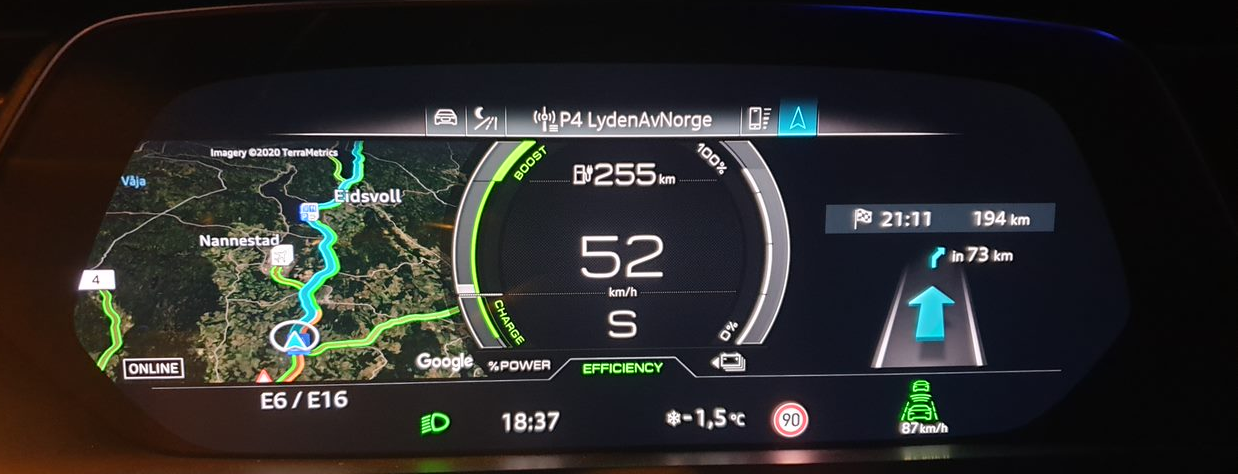 P4 LydenAvNorge
Imagery ©2020 TerraMetrics
Våja
Eidsvoll
Nannestad
4
ONLINE
Google
E6 / E16
BOOST
100%
255 km
52
km/h
S
CHARGE
0%
%POWER
EFFICIENCY
21:11 194 km
in 73 km
18:37
-1,5 °C
90
87 km/h